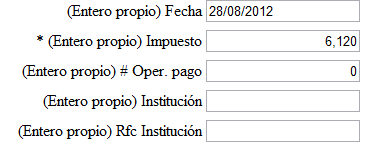 (Entero propio) Fecha 28/08/2012
* (Entero propio) Impuesto 6,120
(Entero propio) # Oper. pago 0
(Entero propio) Institución
(Entero propio) Rfc Institución